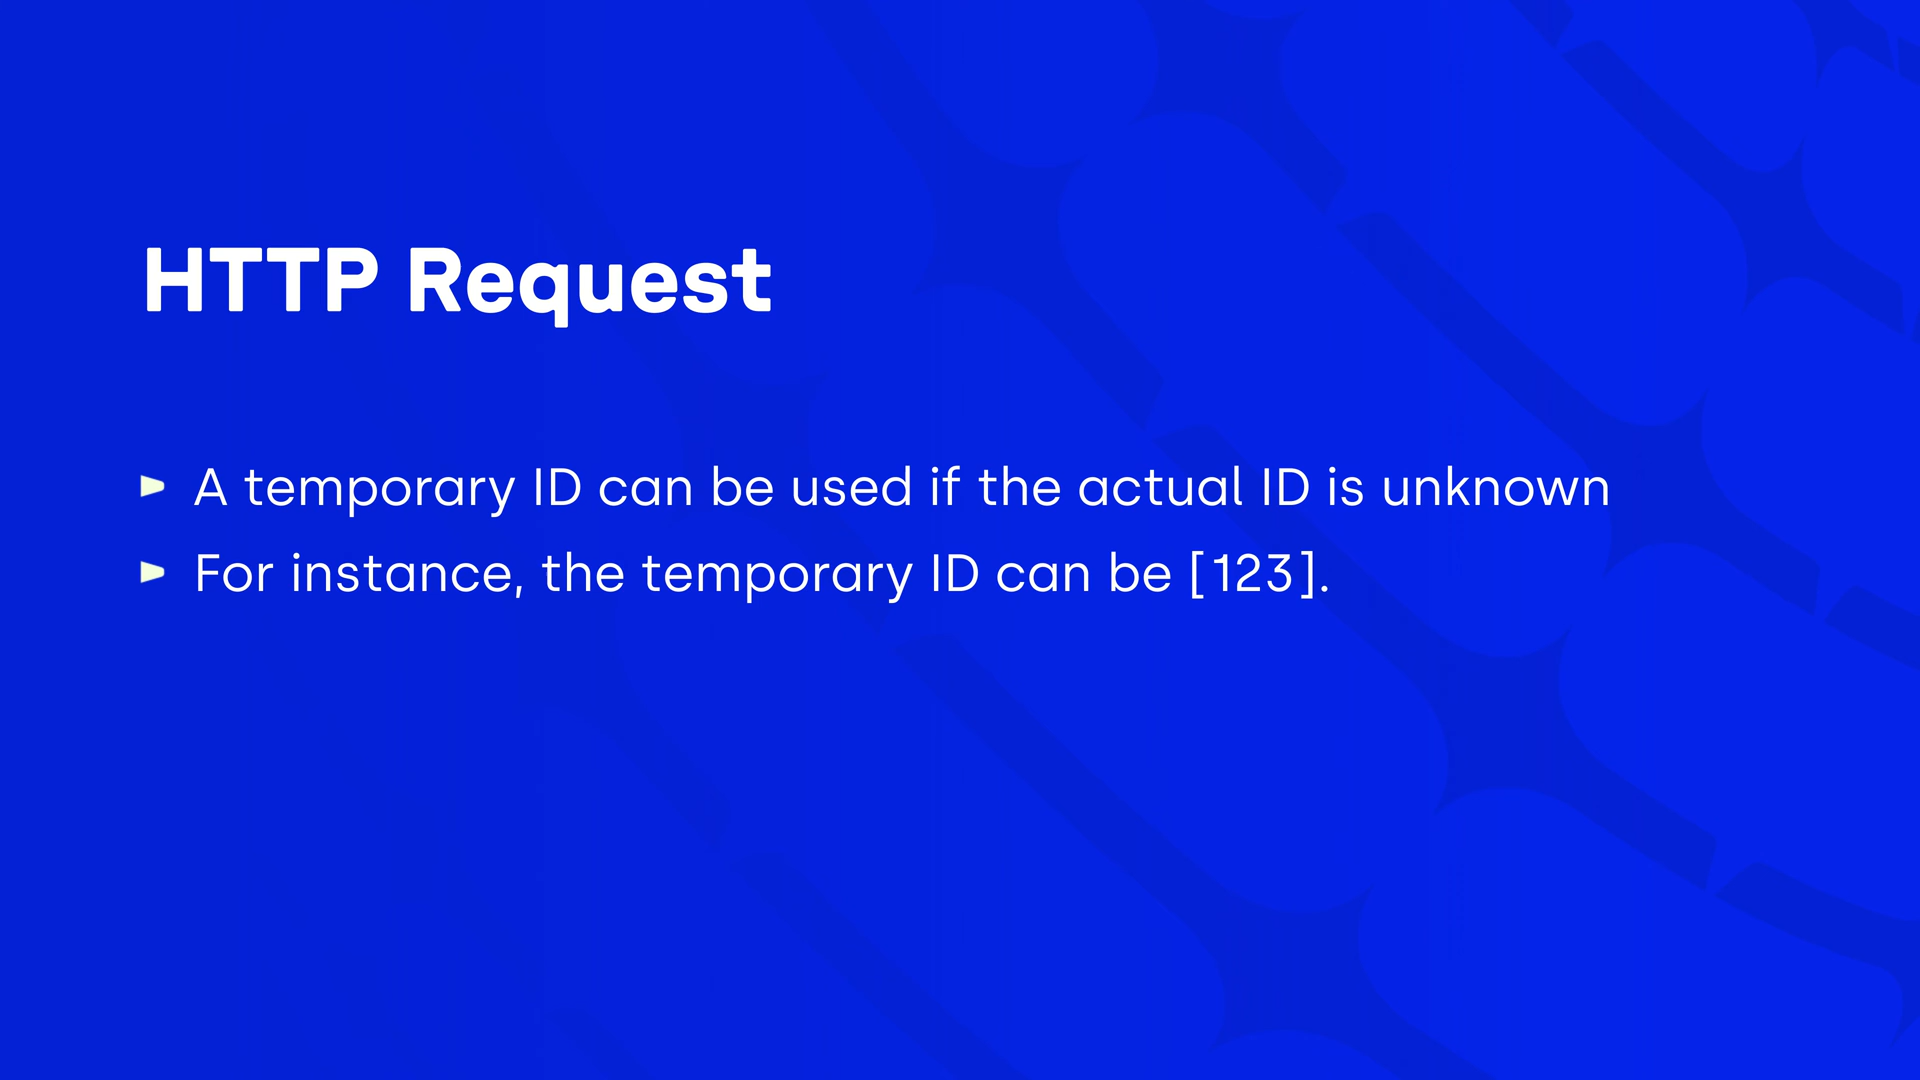 HTTP Request
A temporary ID can be used if the actual ID is unknown
For instance, the temporary ID can be [123].